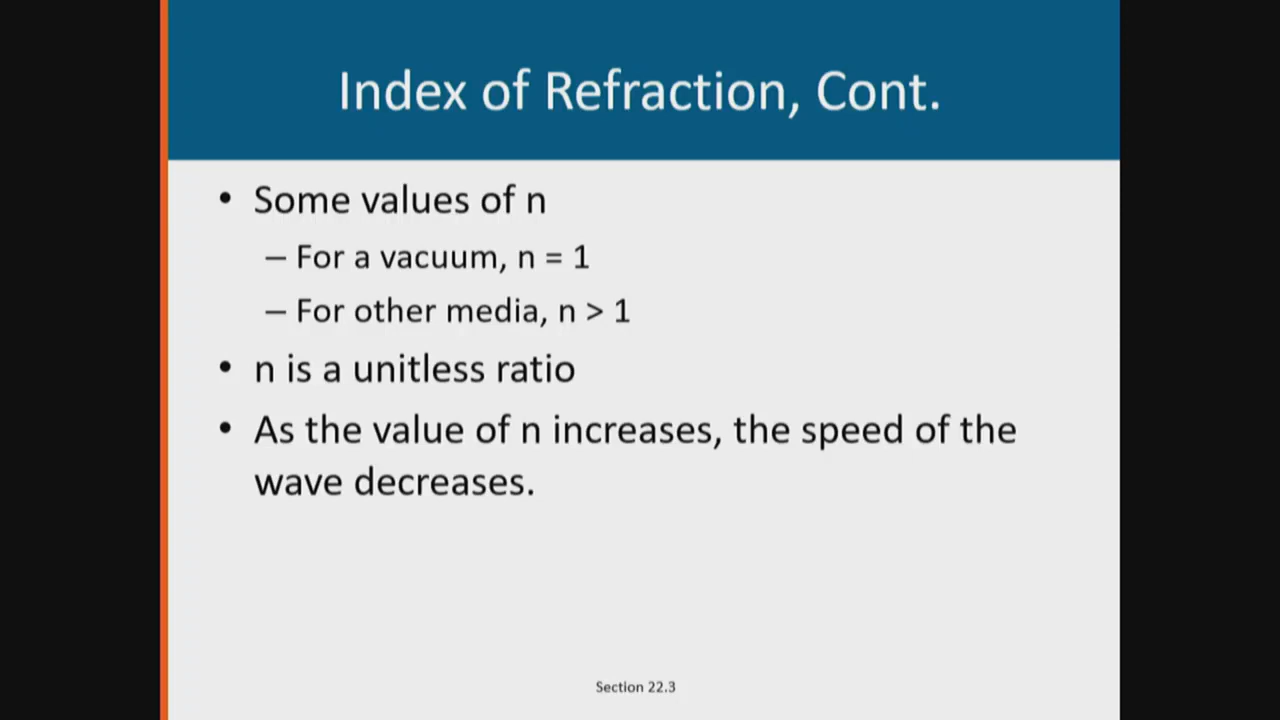 Index of Refraction, Cont.
• Some values of n
– For a vacuum, n = 1
– For other media, n > 1
• n is a unitless ratio
• As the value of n increases, the speed of the
wave decreases.
Section 22.3